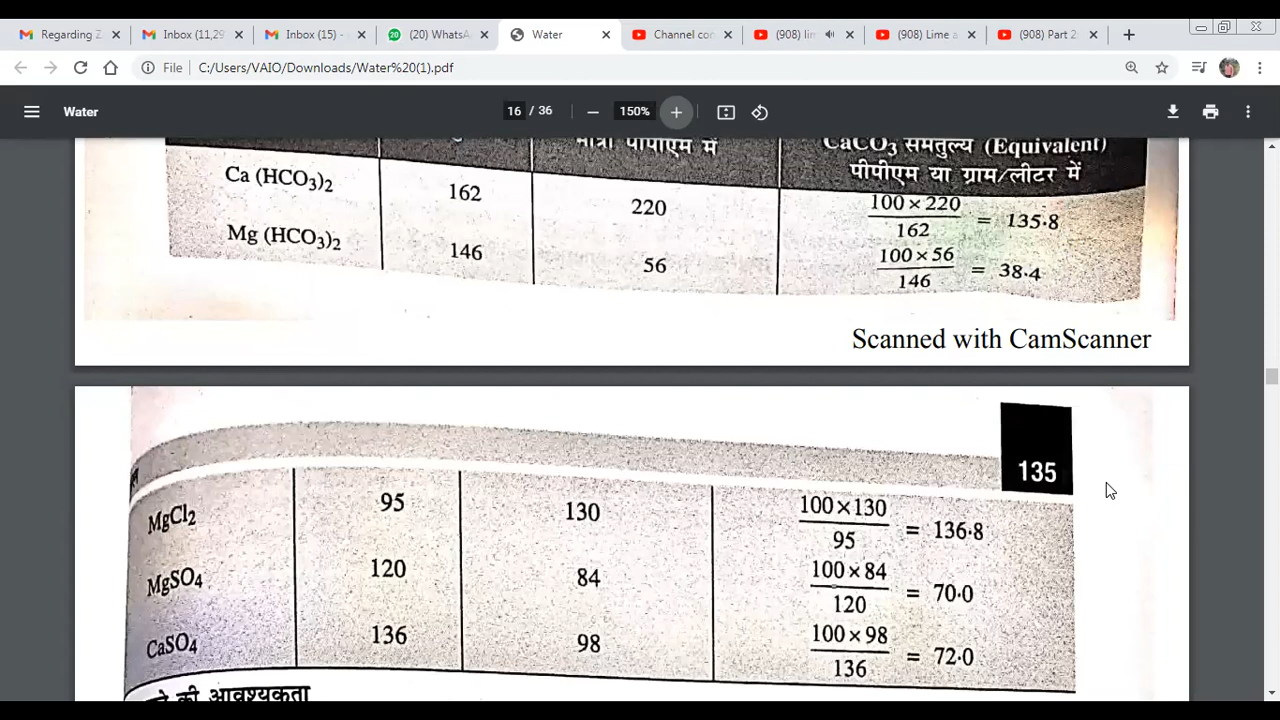 Regarding Z
Inbox (11,29
Inbox (15) -
(20) WhatsA
Water
Channel con
(908) lim
(908) Lime a
(908) Part 2
File C:/Users/VAIO/Downloads/Water%20(1).pdf
Water
16 / 36
150%
मात्रा पीपीएम में
CaCO3 समतुल्य (Equivalent)
पीपीएम या ग्राम/लीटर में
Ca (HCO3)2 162 220 100 × 220 / 162 = 135·8
Mg (HCO3)2 146 56 100 × 56 / 146 = 38·4
Scanned with CamScanner
135
MgCl2 95 130 100×130 / 95 = 136·8
MgSO4 120 84 100×84 / 120 = 70·0
CaSO4 136 98 100×98 / 136 = 72·0
की आवश्यकता